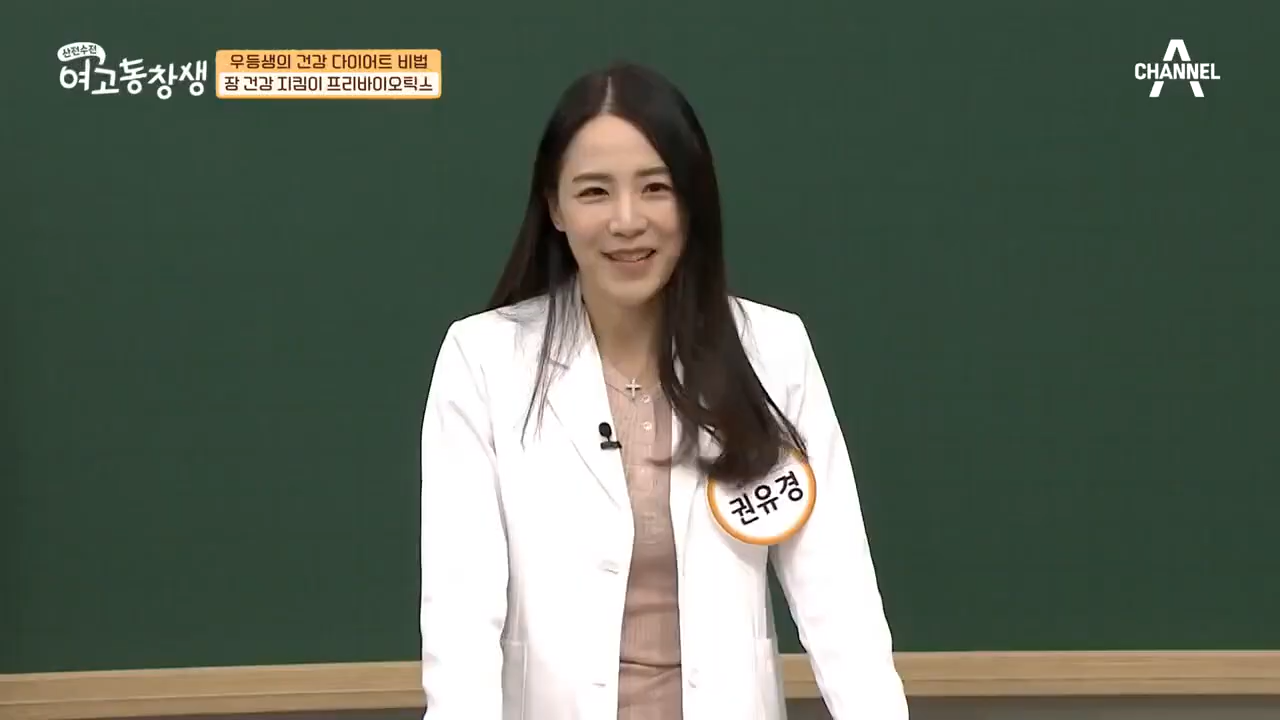 산전수전
여고동창생
우등생의 건강 다이어트 비법
장 건강 지킴이 프리바이오틱스
CHANNEL A
권유경